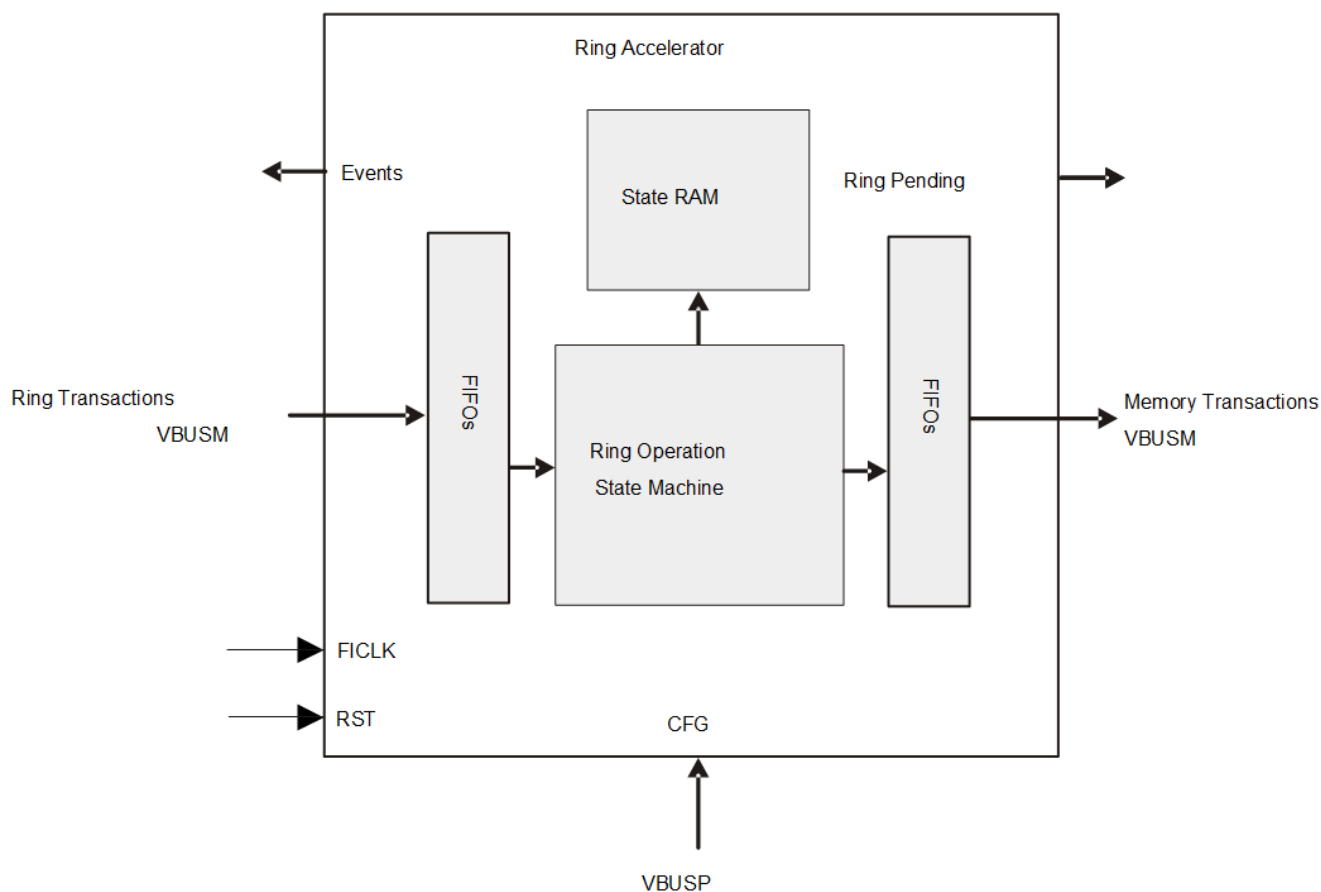 Ring Accelerator
Events
State RAM
Ring Pending
FIFOs
FIFOs
Ring Transactions
VBUSM
Ring Operation
State Machine
Memory Transactions
VBUSM
FICLK
RST
CFG
VBUSP